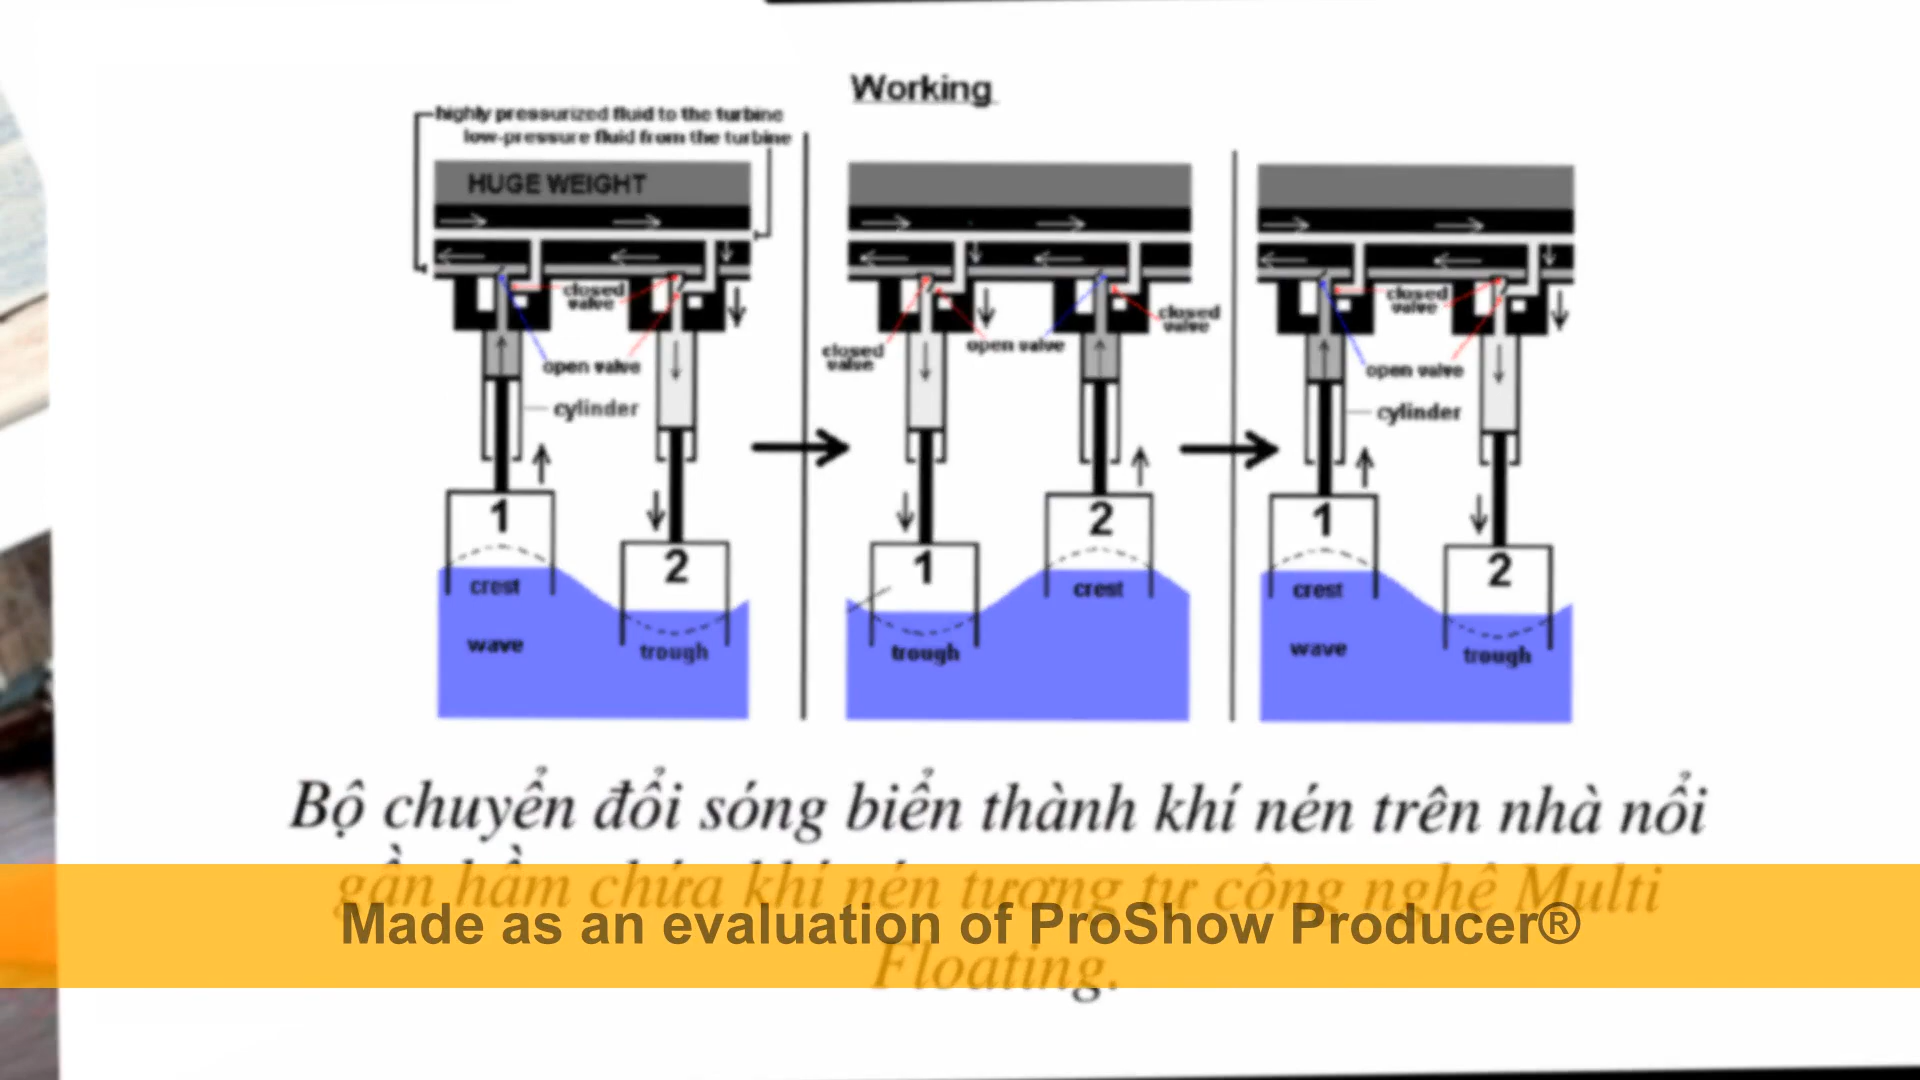 Working
highly pressurized fluid to the turbine
low-pressure fluid from the turbine
HUGE WEIGHT
closed
valve
open valve
cylinder
1
2
crest
wave
trough
closed
valve
open valve
closed
valve
1
2
trough
crest
closed
valve
open valve
cylinder
1
2
crest
wave
trough
Bộ chuyển đổi sóng biển thành khí nén trên nhà nổi
gần hầm chứa khí nén tương tự công nghệ Multi
Made as an evaluation of ProShow Producer®
Floating.